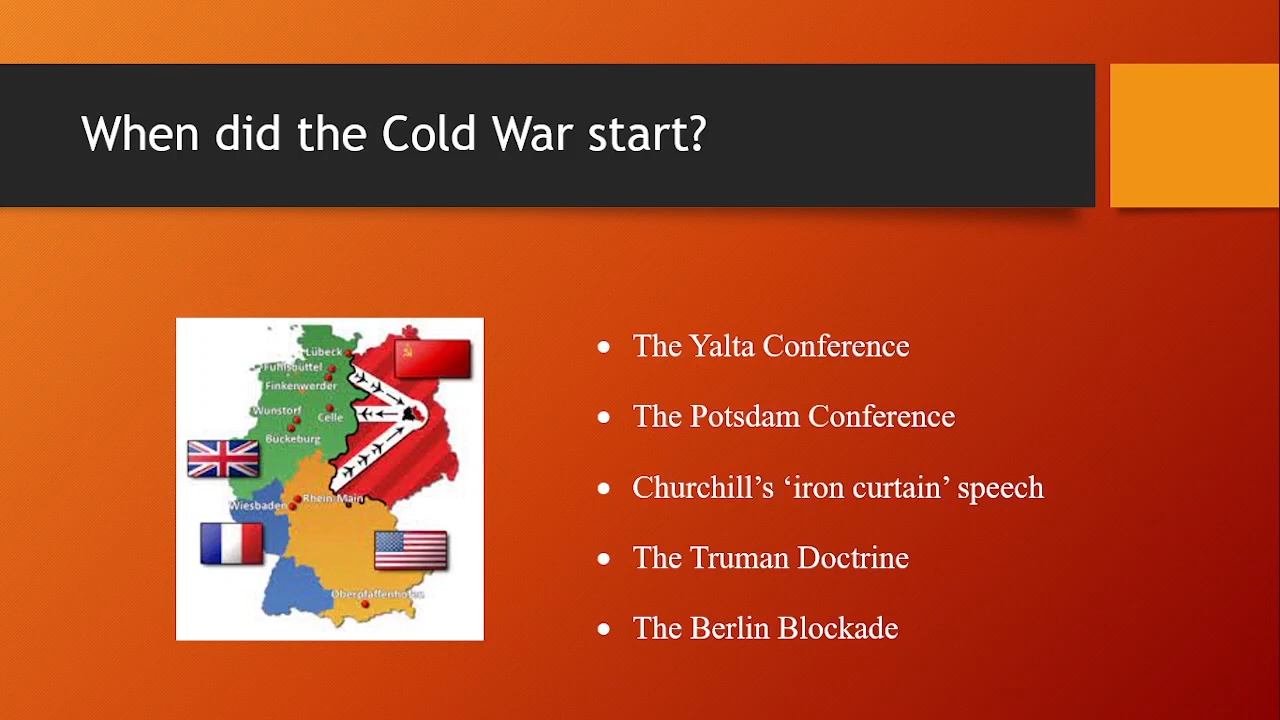 When did the Cold War start?
Lübeck
Fuhlsbüttel
Finkenwerder
Wunstorf
Celle
Bückeburg
Rhein-Main
Wiesbaden
Oberpfaffenhofen
• The Yalta Conference
• The Potsdam Conference
• Churchill’s ‘iron curtain’ speech
• The Truman Doctrine
• The Berlin Blockade